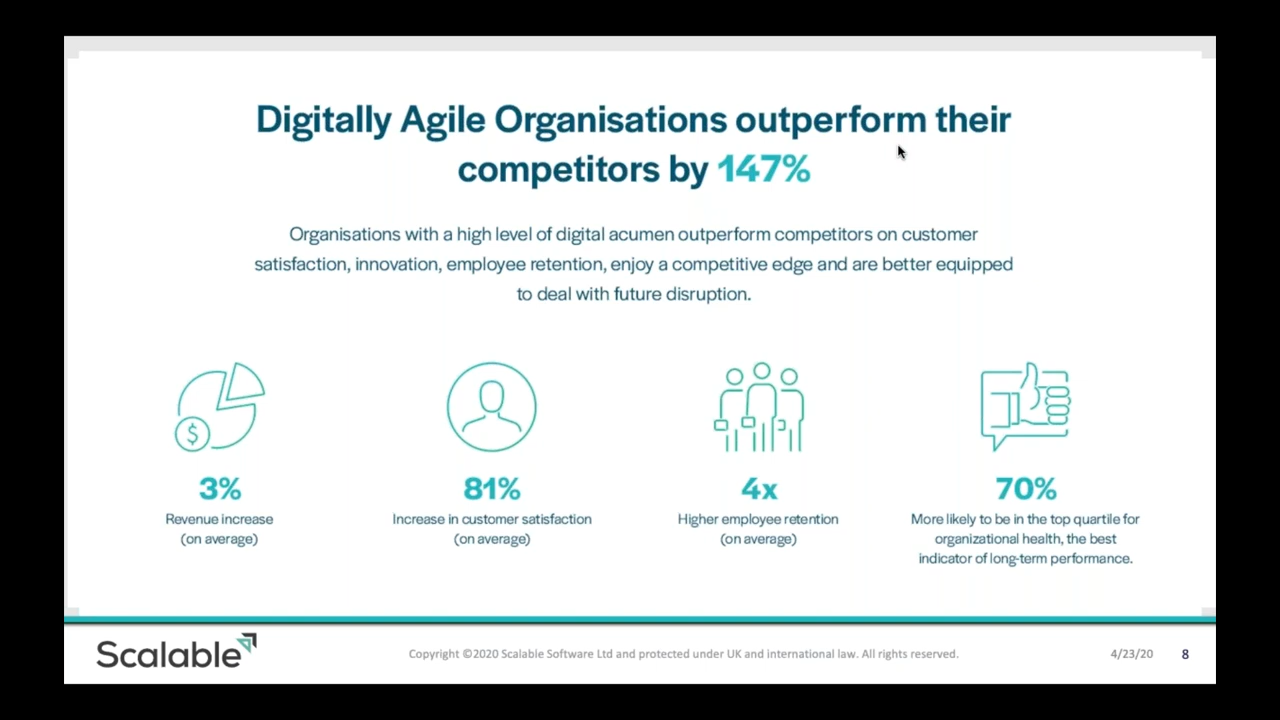 Digitally Agile Organisations outperform their
competitors by 147%
Organisations with a high level of digital acumen outperform competitors on customer
satisfaction, innovation, employee retention, enjoy a competitive edge and are better equipped
to deal with future disruption.
$
3%
Revenue increase
(on average)
81%
Increase in customer satisfaction
(on average)
4x
Higher employee retention
(on average)
70%
More likely to be in the top quartile for
organizational health, the best
indicator of long-term performance.
Scalable
Copyright ©2020 Scalable Software Ltd and protected under UK and international law. All rights reserved.
4/23/20
8